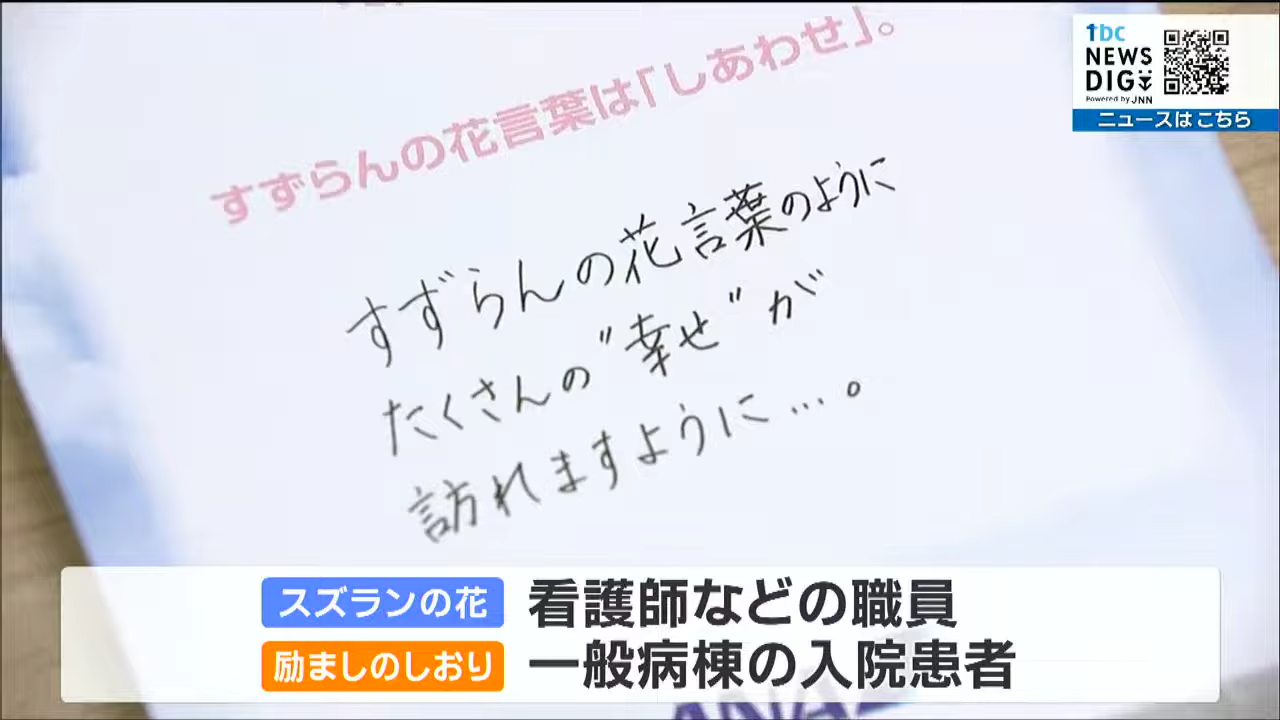 すずらんの花言葉は「しあわせ」。
すずらんの花言葉のように
たくさんの"幸せ"が
訪れますように…。
tbc
NEWS
DIG
Powered by JNN
ニュースはこちら
スズランの花 看護師などの職員
励ましのしおり 一般病棟の入院患者